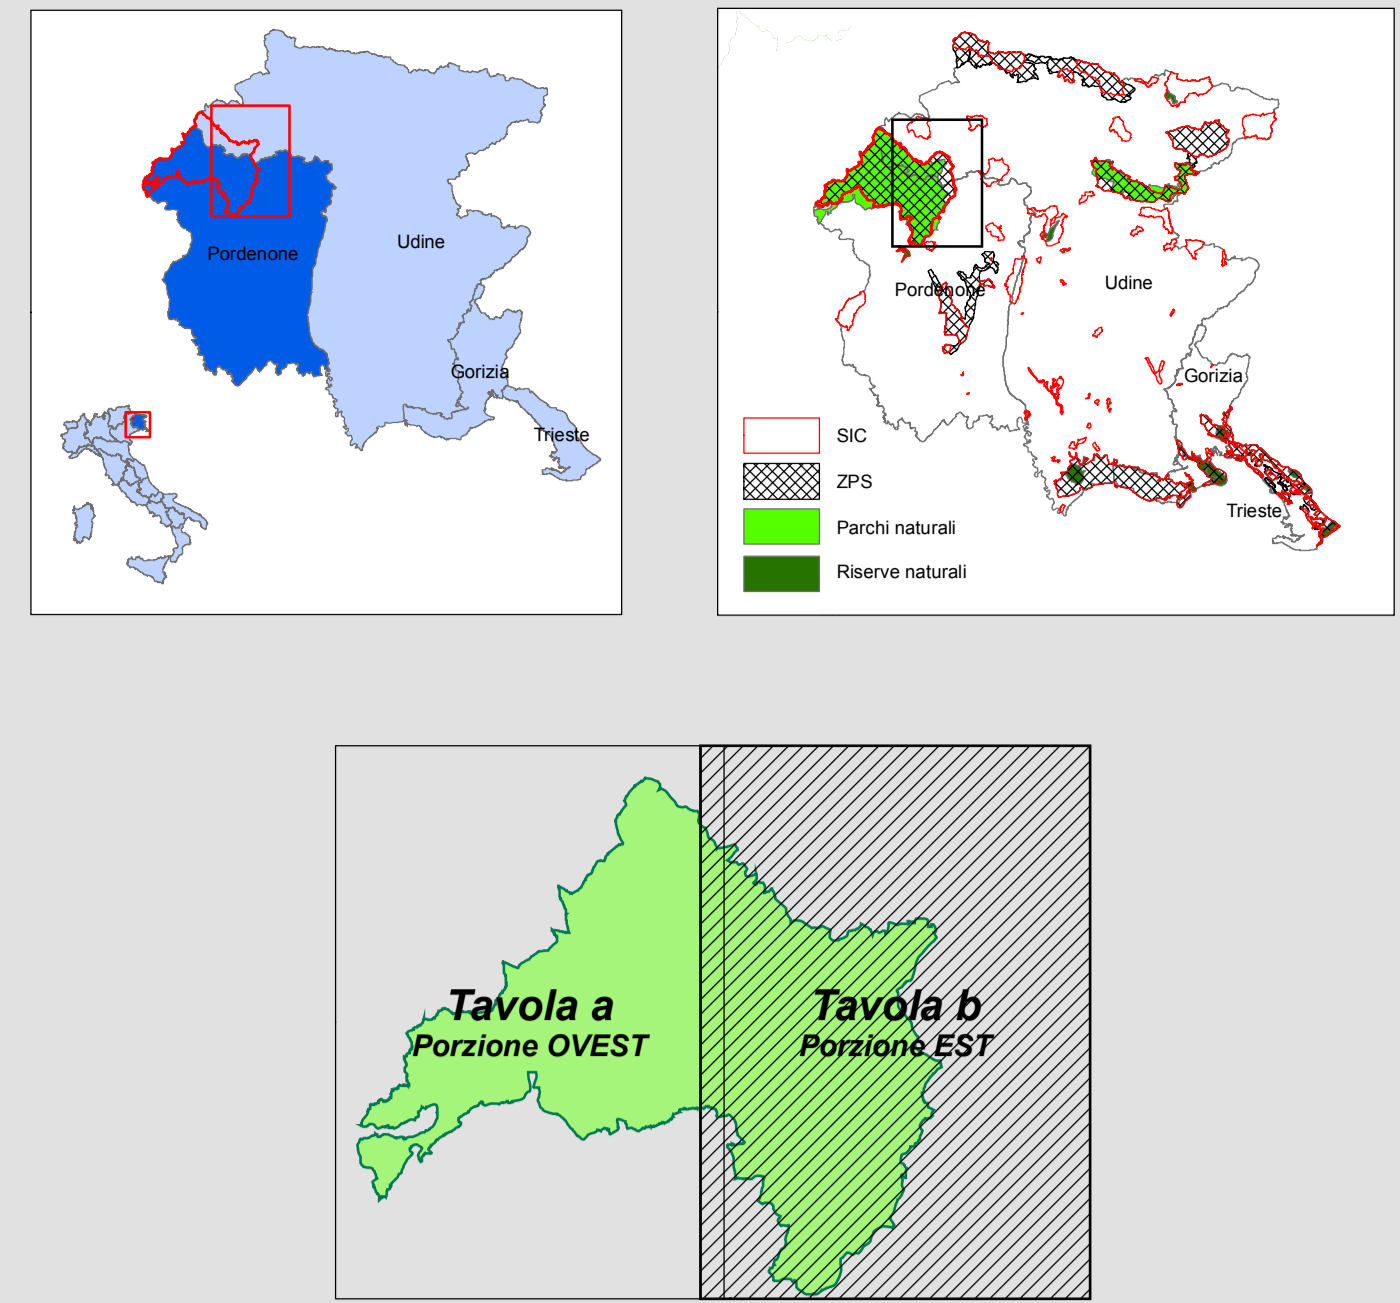 Udine
Pordenone
Gorizia
Trieste
Pordenone
Udine
Gorizia
Trieste
SIC
ZPS
Parchi naturali
Riserve naturali
Tavola a
Porzione OVEST
Tavola b
Porzione EST